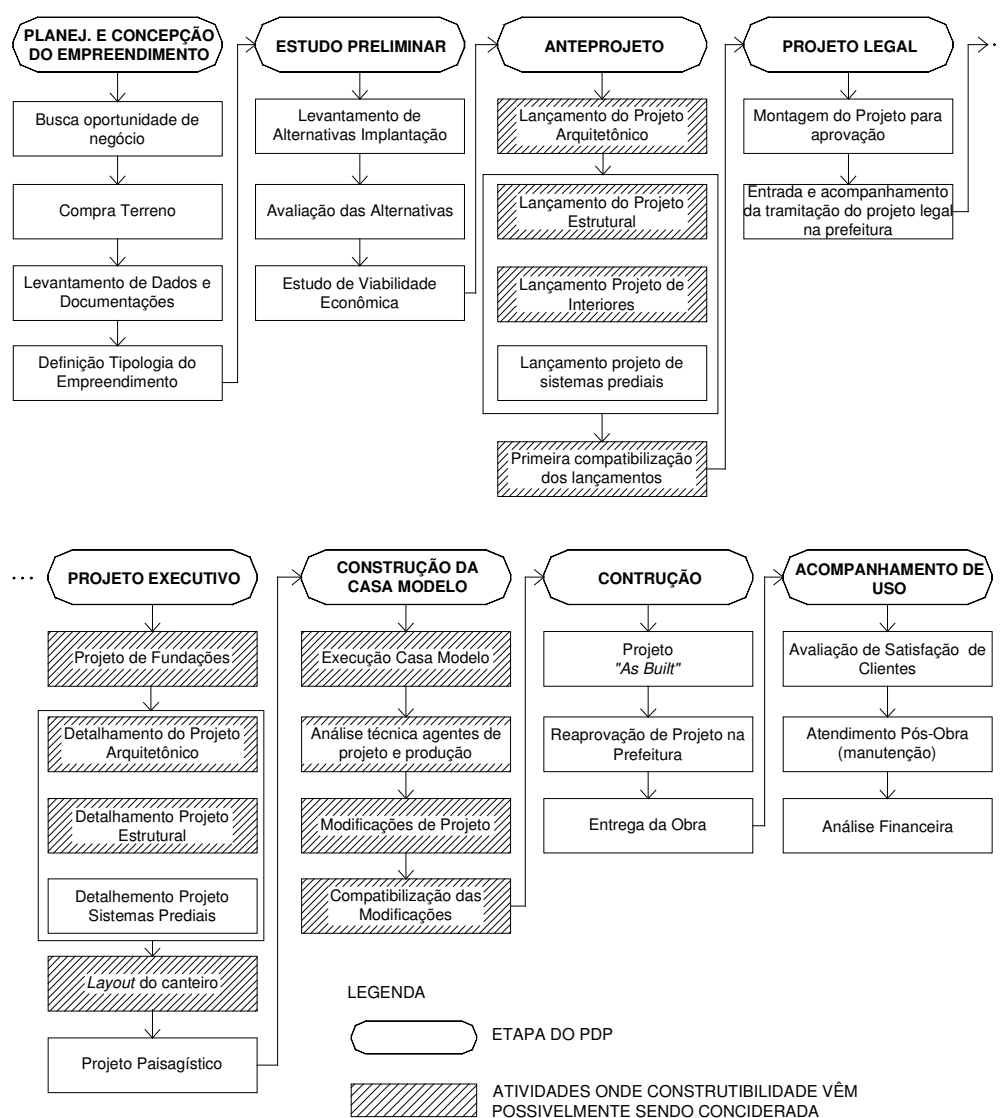 PLANEJ. E CONCEPÇÃO
DO EMPREENDIMENTO
Busca oportunidade de
negócio
Compra Terreno
Levantamento de Dados e
Documentações
Definição Tipologia do
Empreendimento
ESTUDO PRELIMINAR
Levantamento de
Alternativas Implantação
Avaliação das Alternativas
Estudo de Viabilidade
Econômica
ANTEPROJETO
Lançamento do Projeto
Arquitetônico
Lançamento do Projeto
Estrutural
Lançamento Projeto de
Interiores
Lançamento projeto de
sistemas prediais
Primeira compatibilização
dos lançamentos
PROJETO LEGAL
Montagem do Projeto para
aprovação
Entrada e acompanhamento
da tramitação do projeto legal
na prefeitura
...
...
PROJETO EXECUTIVO
Projeto de Fundações
Detalhamento do Projeto
Arquitetônico
Detalhamento Projeto
Estrutural
Detalhemento Projeto
Sistemas Prediais
Layout do canteiro
Projeto Paisagístico
CONSTRUÇÃO DA
CASA MODELO
Execução Casa Modelo
Análise técnica agentes de
projeto e produção
Modificações de Projeto
Compatibilização das
Modificações
CONTRUÇÃO
Projeto
"As Built"
Reaprovação de Projeto na
Prefeitura
Entrega da Obra
ACOMPANHAMENTO DE
USO
Avaliação de Satisfação de
Clientes
Atendimento Pós-Obra
(manutenção)
Análise Financeira
LEGENDA
ETAPA DO PDP
ATIVIDADES ONDE CONSTRUTIBILIDADE VÊM
POSSIVELMENTE SENDO CONCIDERADA